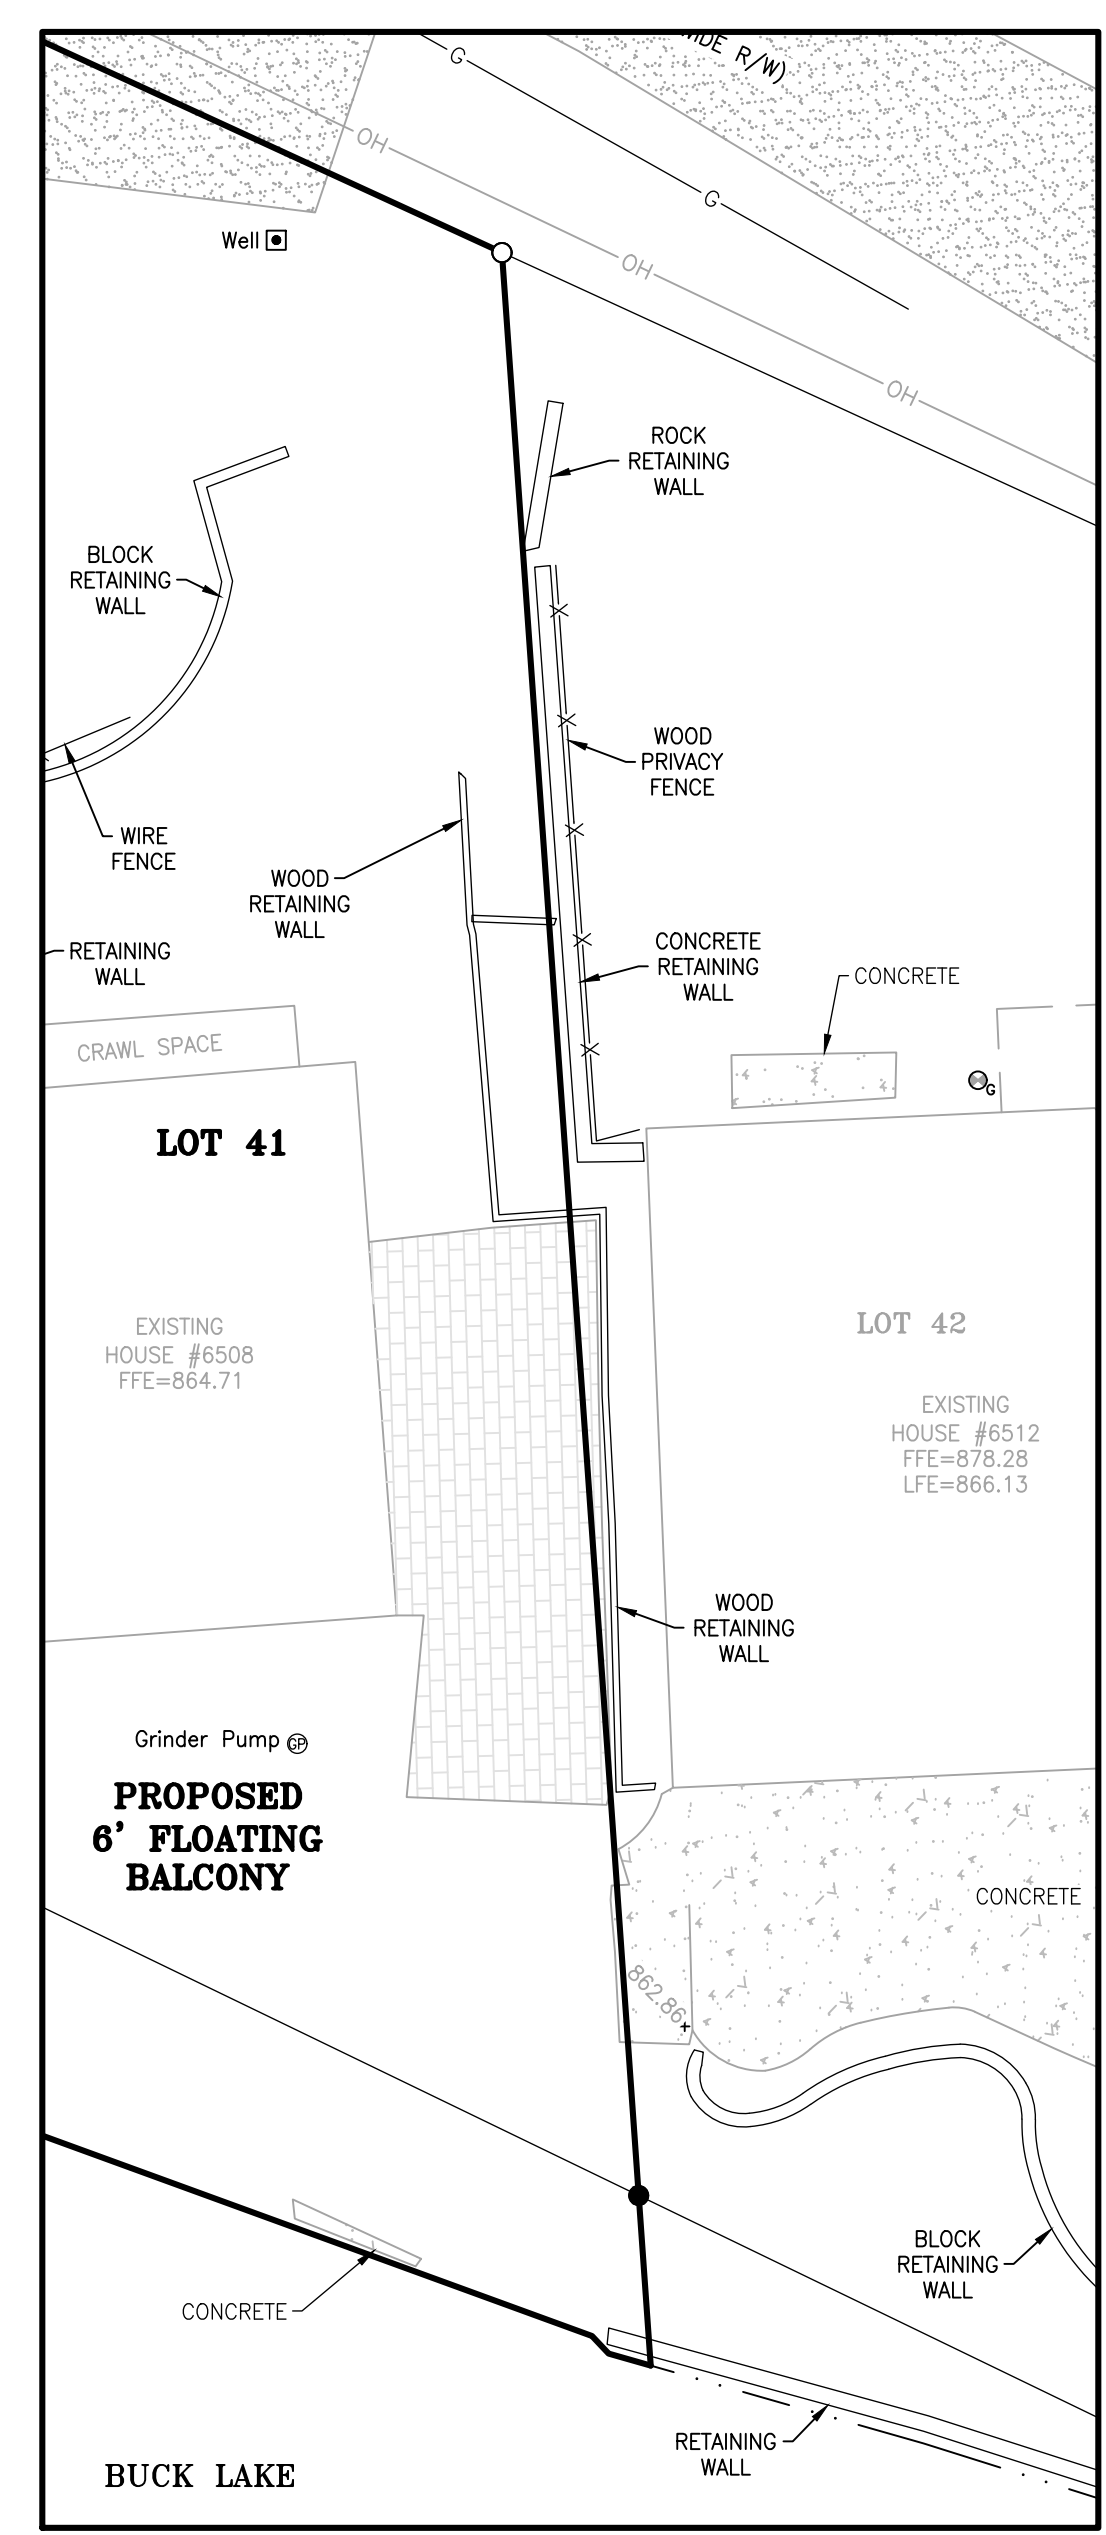 WIDE R/W)
G
OH
G
Well
OH
OH
ROCK
RETAINING
WALL
BLOCK
RETAINING
WALL
WOOD
PRIVACY
FENCE
WIRE
FENCE
WOOD
RETAINING
WALL
RETAINING
WALL
CONCRETE
RETAINING
WALL
CONCRETE
CRAWL SPACE
G
LOT 41
EXISTING
HOUSE #6508
FFE=864.71
LOT 42
EXISTING
HOUSE #6512
FFE=878.28
LFE=866.13
WOOD
RETAINING
WALL
Grinder Pump GP
PROPOSED
6' FLOATING
BALCONY
CONCRETE
862.86
BLOCK
RETAINING
WALL
CONCRETE
RETAINING
WALL
BUCK LAKE